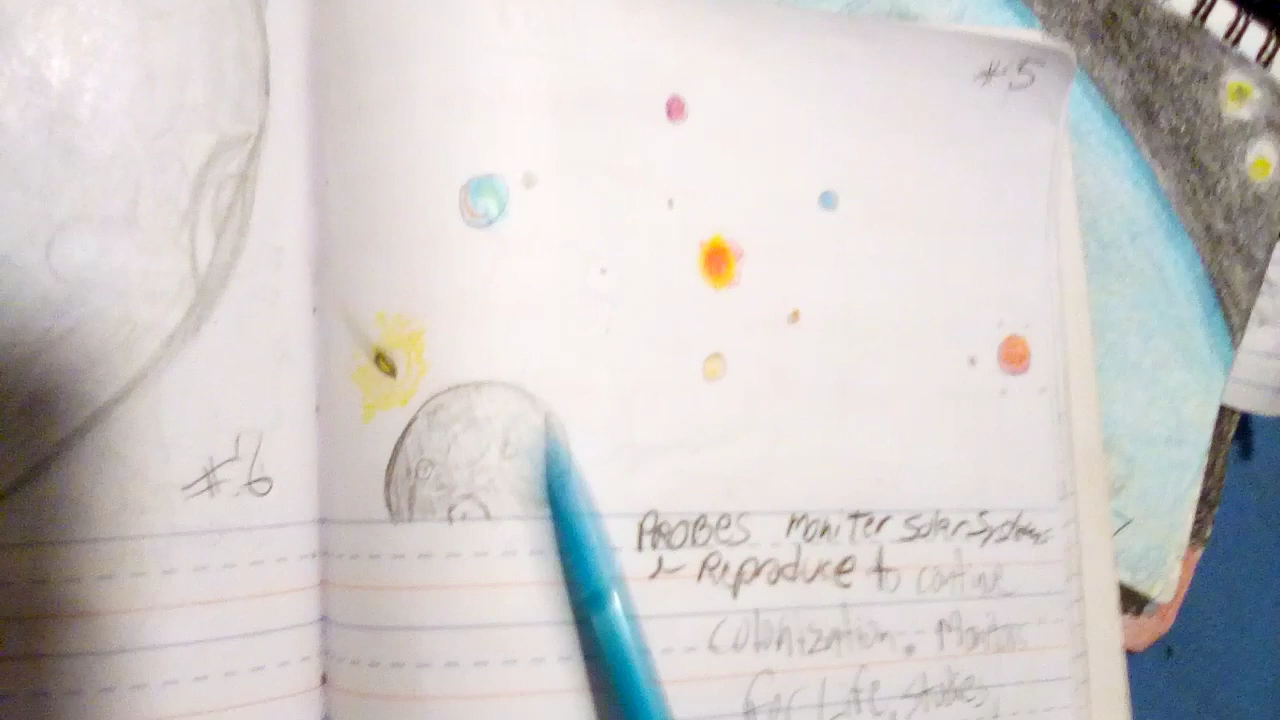 #5
#6
PROBES Moniter Solar Systems
Reproduce to continue
Colonization. Monitor
for Life,